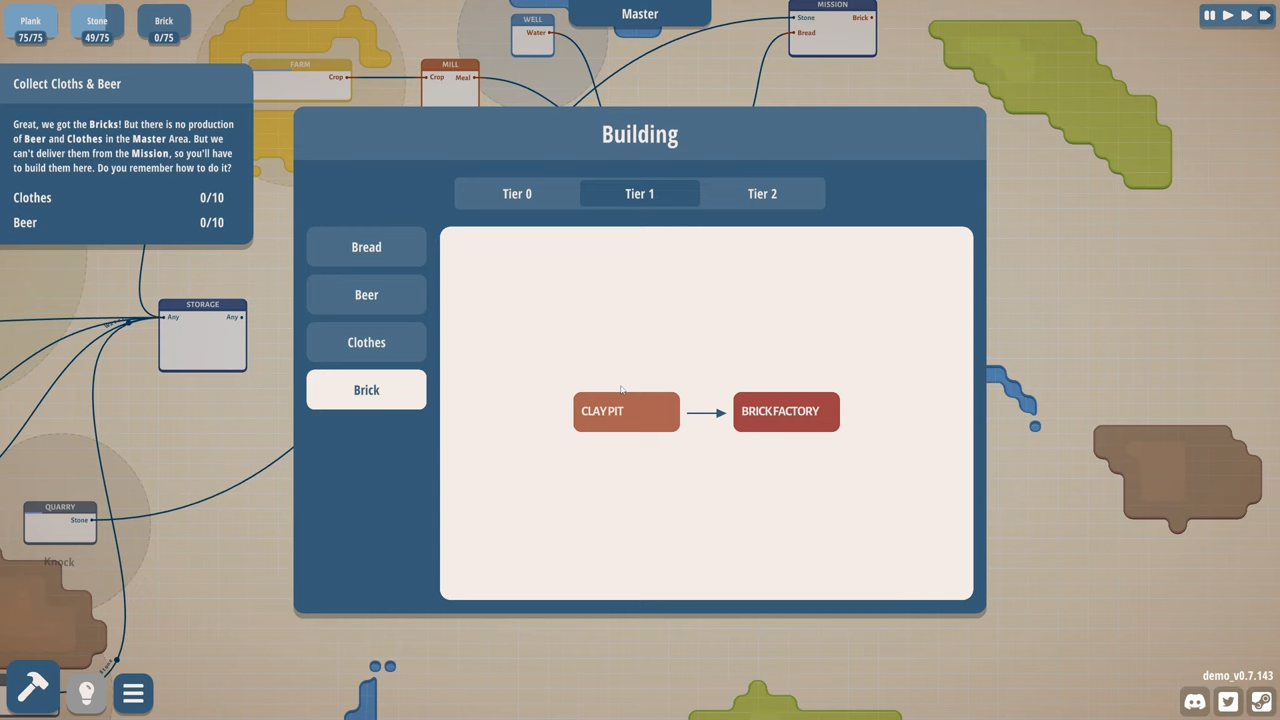 Plank
75/75
Stone
49/75
Brick
0/75
Master
WELL
Water
MISSION
Stone
Brick
Bread
FARM
Crop
MILL
Crop
Meal
Collect Cloths & Beer
Great, we got the Bricks! But there is no production
of Beer and Clothes in the Master Area. But we
can't deliver them from the Mission, so you'll have
to build them here. Do you remember how to do it?
Clothes
0/10
Beer
0/10
Building
Tier 0
Tier 1
Tier 2
Bread
Beer
Clothes
Brick
CLAY PIT
BRICK FACTORY
STORAGE
Any
Any
QUARRY
Stone
Knock
demo_v0.7.143